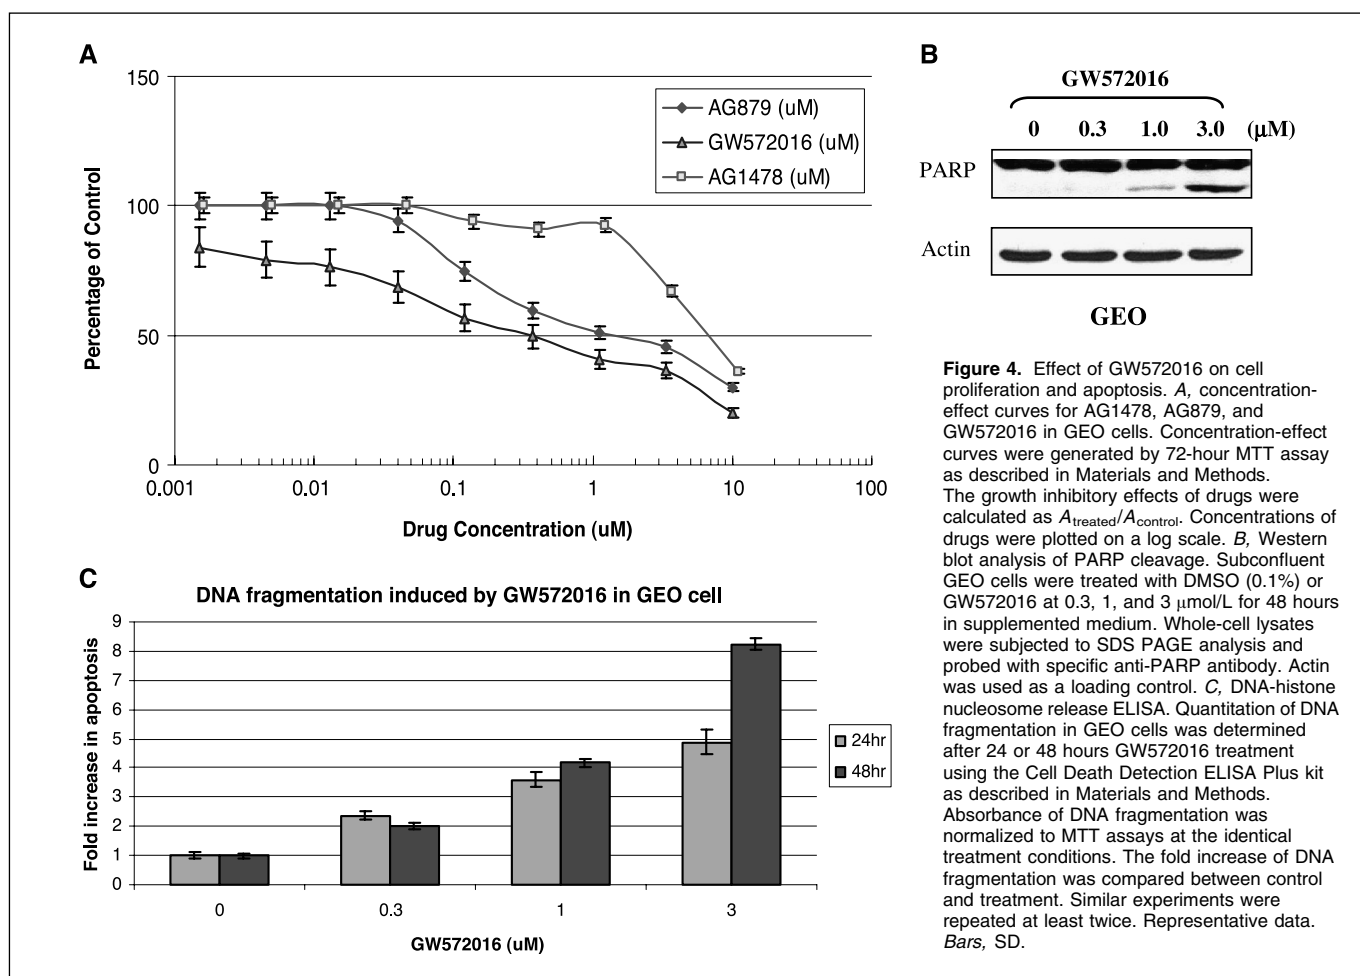 A
150
100
50
0
Percentage of Control
AG879 (uM)
GW572016 (uM)
AG1478 (uM)
0.001 0.01 0.1 1 10 100
Drug Concentration (uM)
B
GW572016
0 0.3 1.0 3.0 (μM)
PARP
Actin
GEO
C
DNA fragmentation induced by GW572016 in GEO cell
9
8
7
6
5
4
3
2
1
0
Fold increase in apoptosis
24hr
48hr
0 0.3 1 3
GW572016 (uM)
Figure 4. Effect of GW572016 on cell
proliferation and apoptosis. A, concentration-
effect curves for AG1478, AG879, and
GW572016 in GEO cells. Concentration-effect
curves were generated by 72-hour MTT assay
as described in Materials and Methods.
The growth inhibitory effects of drugs were
calculated as Atreated/Acontrol. Concentrations of
drugs were plotted on a log scale. B, Western
blot analysis of PARP cleavage. Subconfluent
GEO cells were treated with DMSO (0.1%) or
GW572016 at 0.3, 1, and 3 μmol/L for 48 hours
in supplemented medium. Whole-cell lysates
were subjected to SDS PAGE analysis and
probed with specific anti-PARP antibody. Actin
was used as a loading control. C, DNA-histone
nucleosome release ELISA. Quantitation of DNA
fragmentation in GEO cells was determined
after 24 or 48 hours GW572016 treatment
using the Cell Death Detection ELISA Plus kit
as described in Materials and Methods.
Absorbance of DNA fragmentation was
normalized to MTT assays at the identical
treatment conditions. The fold increase of DNA
fragmentation was compared between control
and treatment. Similar experiments were
repeated at least twice. Representative data.
Bars, SD.